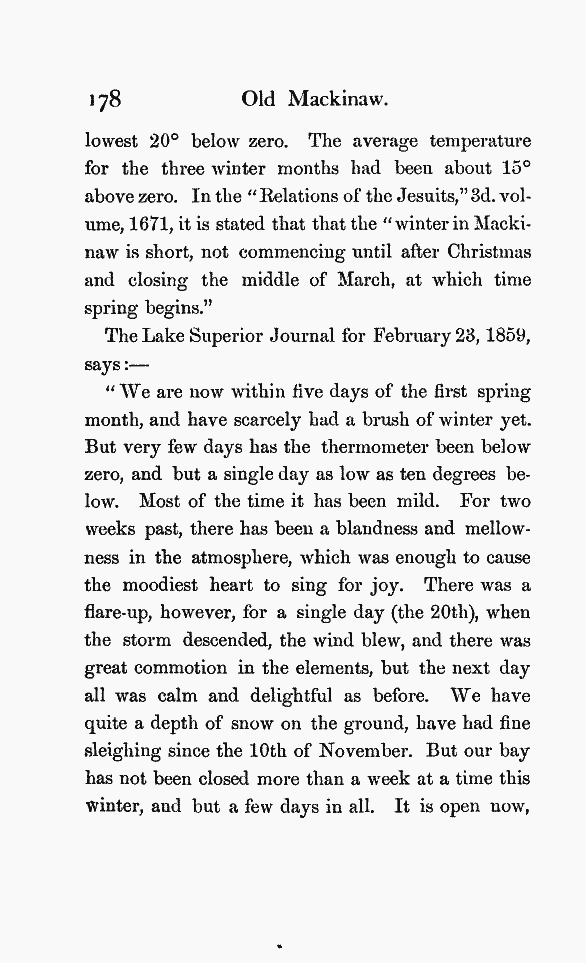 178 Old Mackinaw.
lowest 20° below zero. The average temperature
for the three winter months had been about 15°
above zero. In the "Relations of the Jesuits," 3d. vol-
ume, 1671, it is stated that that the "winter in Macki-
naw is short, not commencing until after Christmas
and closing the middle of March, at which time
spring begins."
The Lake Superior Journal for February 23, 1859,
says:—
"We are now within five days of the first spring
month, and have scarcely had a brush of winter yet.
But very few days has the thermometer been below
zero, and but a single day as low as ten degrees be-
low. Most of the time it has been mild. For two
weeks past, there has been a blandness and mellow-
ness in the atmosphere, which was enough to cause
the moodiest heart to sing for joy. There was a
flare-up, however, for a single day (the 20th), when
the storm descended, the wind blew, and there was
great commotion in the elements, but the next day
all was calm and delightful as before. We have
quite a depth of snow on the ground, have had fine
sleighing since the 10th of November. But our bay
has not been closed more than a week at a time this
winter, and but a few days in all. It is open now,